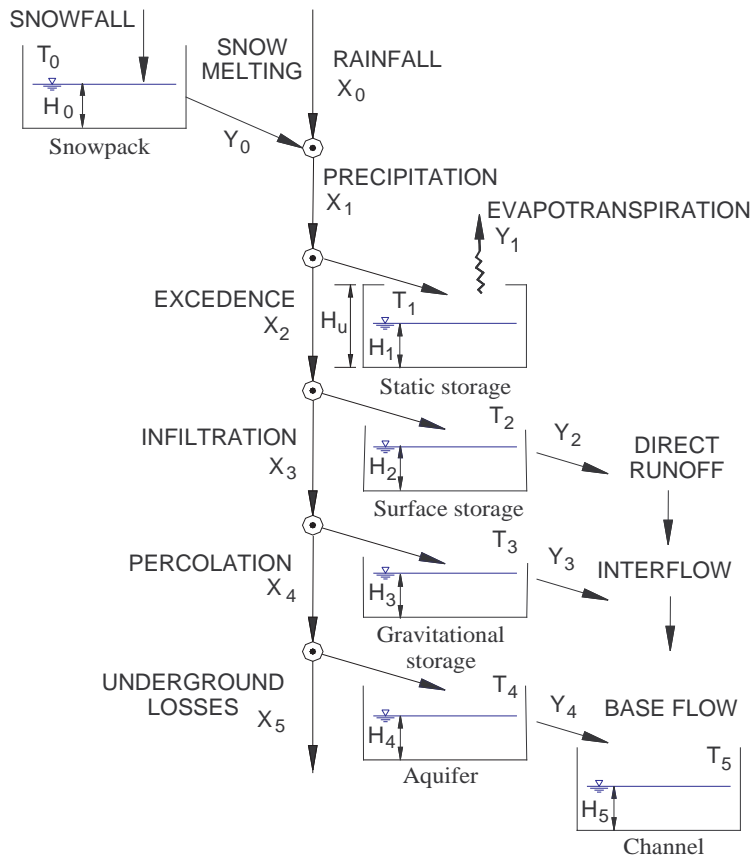 SNOWFALL
T0
H0
Snowpack
SNOW
MELTING
Y0
RAINFALL
X0
PRECIPITATION
X1
EVAPOTRANSPIRATION
Y1
EXCEDENCE
X2
Hu
T1
H1
Static storage
INFILTRATION
X3
T2
H2
Surface storage
Y2
DIRECT
RUNOFF
PERCOLATION
X4
T3
H3
Gravitational
storage
Y3
INTERFLOW
UNDERGROUND
LOSSES
X5
T4
H4
Aquifer
Y4
BASE FLOW
T5
H5
Channel